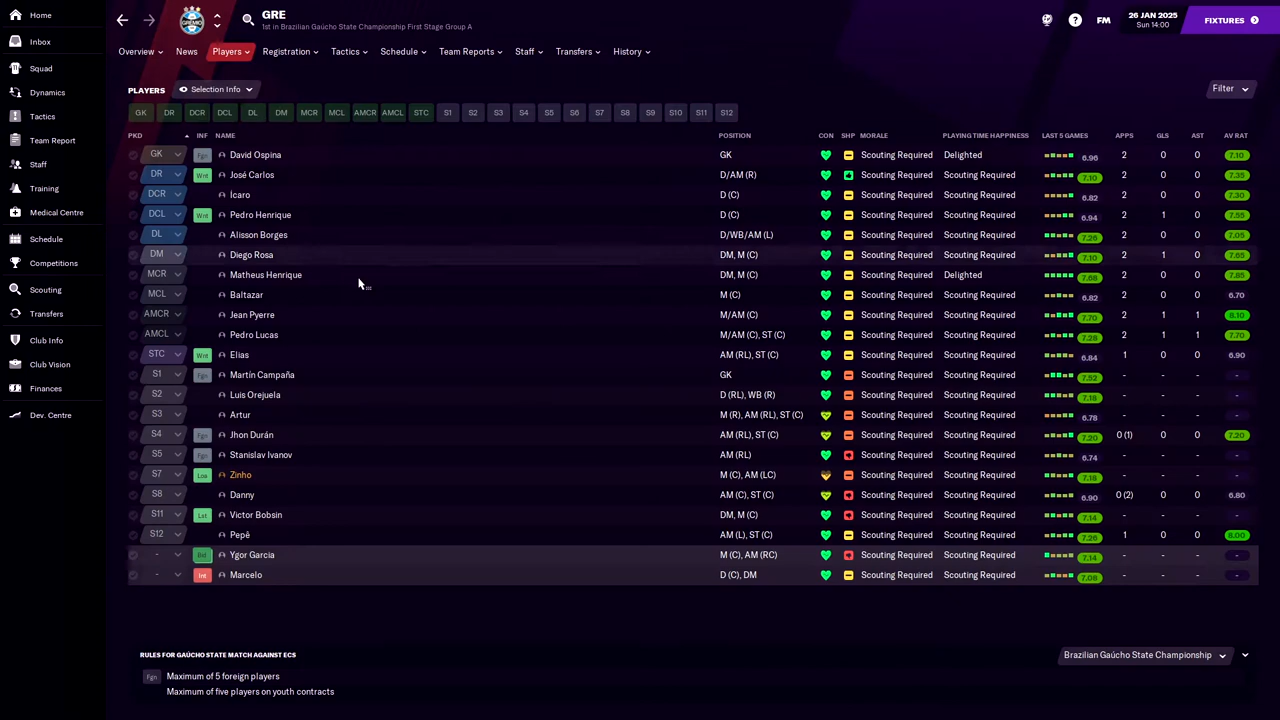 Home
Inbox
Squad
Dynamics
Tactics
Team Report
Staff
Training
Medical Centre
Schedule
Competitions
Scouting
Transfers
Club Info
Club Vision
Finances
Dev. Centre
GRE
1st in Brazilian Gaúcho State Championship First Stage Group A
? FM 26 JAN 2025 Sun 14:00 FIXTURES
Overview News Players Registration Tactics Schedule Team Reports Staff Transfers History
PLAYERS Selection Info Filter
GK DR DCR DCL DL DM MCR MCL AMCR AMCL STC S1 S2 S3 S4 S5 S6 S7 S8 S9 S10 S11 S12
PKD INF NAME POSITION CON SHP MORALE PLAYING TIME HAPPINESS LAST 5 GAMES APPS GLS AST AV RAT
GK Fgn David Ospina GK Scouting Required Delighted 6.96 2 0 0 7.10
DR Wnt José Carlos D/AM (R) Scouting Required Scouting Required 7.10 2 0 0 7.35
DCR Ícaro D (C) Scouting Required Scouting Required 6.82 2 0 0 7.30
DCL Wnt Pedro Henrique D (C) Scouting Required Scouting Required 6.94 2 1 0 7.55
DL Alisson Borges D/WB/AM (L) Scouting Required Scouting Required 7.26 2 0 0 7.05
DM Diego Rosa DM, M (C) Scouting Required Scouting Required 7.10 2 1 0 7.65
MCR Matheus Henrique DM, M (C) Scouting Required Delighted 7.68 2 0 0 7.85
MCL Baltazar M (C) Scouting Required Scouting Required 6.82 2 0 0 6.70
AMCR Jean Pyerre M/AM (C) Scouting Required Scouting Required 7.70 2 1 1 8.10
AMCL Pedro Lucas M/AM (C), ST (C) Scouting Required Scouting Required 7.28 2 1 1 7.70
STC Wnt Elias AM (RL), ST (C) Scouting Required Scouting Required 6.84 1 0 0 6.90
S1 Fgn Martín Campaña GK Scouting Required Scouting Required 7.52 - - - -
S2 Luis Orejuela D (RL), WB (R) Scouting Required Scouting Required 7.18 - - - -
S3 Artur M (R), AM (RL), ST (C) Scouting Required Scouting Required 6.78 - - - -
S4 Fgn Jhon Durán AM (RL), ST (C) Scouting Required Scouting Required 7.20 0 (1) 0 0 7.20
S5 Fgn Stanislav Ivanov AM (RL) Scouting Required Scouting Required 6.74 - - - -
S7 Loa Zinho M (C), AM (LC) Scouting Required Scouting Required 7.18 - - - -
S8 Danny AM (C), ST (C) Scouting Required Scouting Required 6.90 0 (2) 0 0 6.80
S11 Lst Victor Bobsin DM, M (C) Scouting Required Scouting Required 7.14 - - - -
S12 Pepê AM (L), ST (C) Scouting Required Scouting Required 7.26 1 0 0 8.00
- Bid Ygor Garcia M (C), AM (RC) Scouting Required Scouting Required 7.14 - - - -
- Int Marcelo D (C), DM Scouting Required Scouting Required 7.06 - - - -
RULES FOR GAÚCHO STATE MATCH AGAINST ECS Brazilian Gaúcho State Championship
Fgn Maximum of 5 foreign players
Maximum of five players on youth contracts